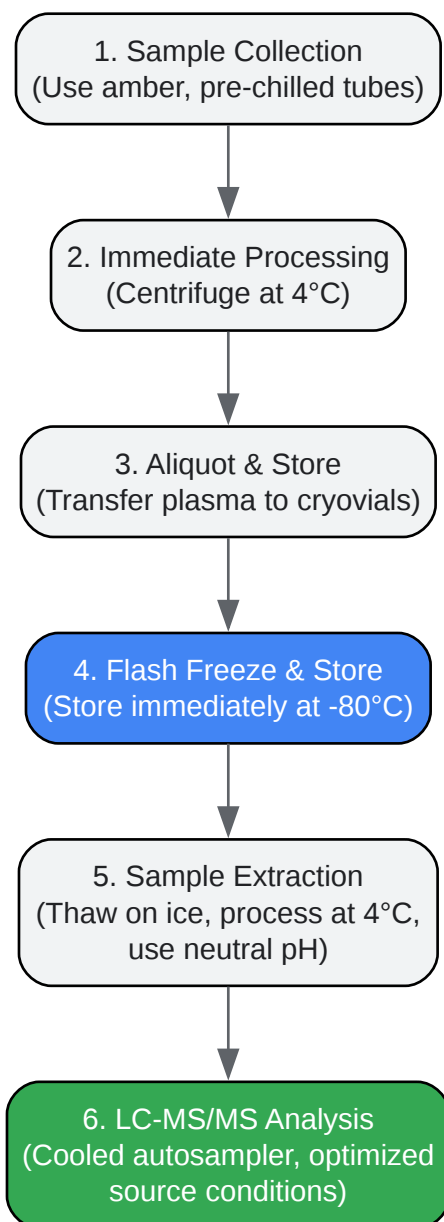 1. Sample Collection
(Use amber, pre-chilled tubes)
2. Immediate Processing
(Centrifuge at 4°C)
3. Aliquot & Store
(Transfer plasma to cryovials)
4. Flash Freeze & Store
(Store immediately at -80°C)
5. Sample Extraction
(Thaw on ice, process at 4°C,
use neutral pH)
6. LC-MS/MS Analysis
(Cooled autosampler, optimized
source conditions)